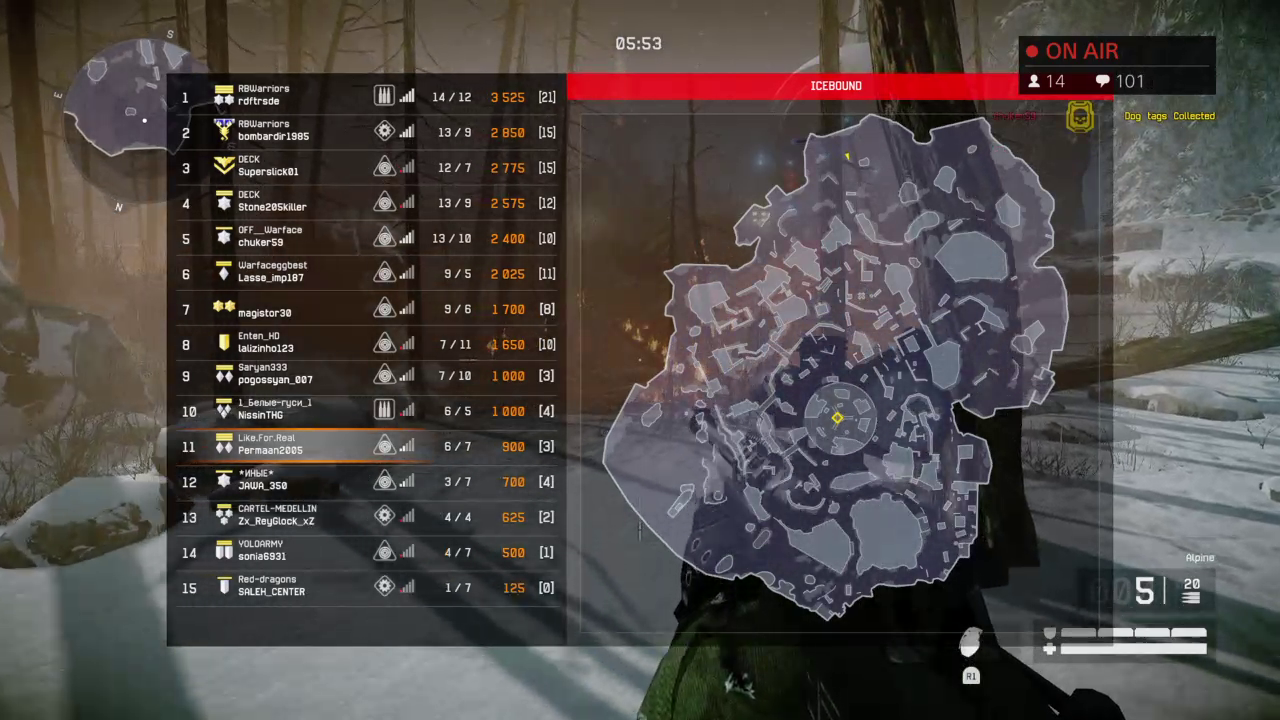 S
05:53
ON AIR
14 101
E
N
ICEBOUND
Dog tags Collected
1 RBWarriors
rdftrsde 14 / 12 3 525 [21]
2 RBWarriors
bombardir1985 13 / 9 2 850 [15]
3 DECK
Superslick01 12 / 7 2 775 [15]
4 DECK
Stone205killer 13 / 9 2 575 [12]
5 OFF__Warface
chuker59 13 / 10 2 400 [10]
6 Warfaceggbest
Lasse_imp187 9 / 5 2 025 [11]
7 magistor30 9 / 6 1 700 [8]
8 Enten_HD
lalizinho123 7 / 11 1 650 [10]
9 Saryan333
pogossyan_007 7 / 10 1 000 [3]
10 1_Белые-гуси_1
NissinTHG 6 / 5 1 000 [4]
11 Like.For.Real
Permaan2005 6 / 7 900 [3]
12 *ИНЫЕ*
JAWA_350 3 / 7 700 [4]
13 CARTEL-MEDELLIN
Zx_ReyGlock_xZ 4 / 4 625 [2]
14 YOLOARMY
sonia6931 4 / 7 500 [1]
15 Red-dragons
SALEH_CENTER 1 / 7 125 [0]
Alpine
005 | 20
R1